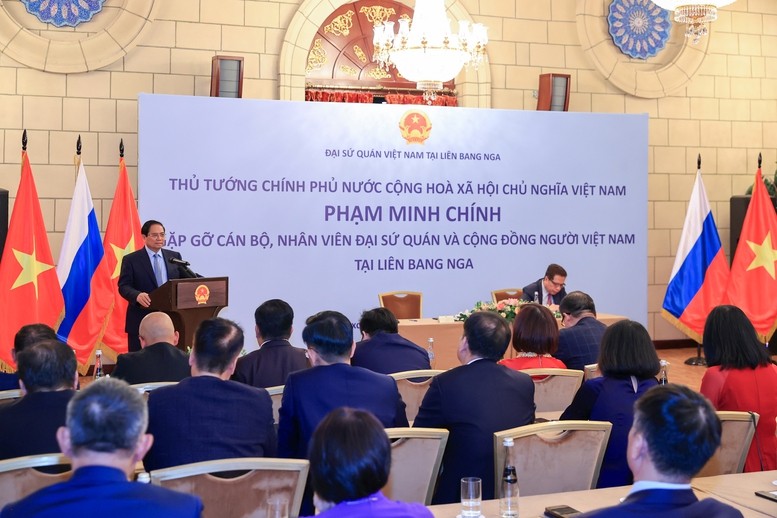 ĐẠI SỨ QUÁN VIỆT NAM TẠI LIÊN BANG NGA
THỦ TƯỚNG CHÍNH PHỦ NƯỚC CỘNG HOÀ XÃ HỘI CHỦ NGHĨA VIỆT NAM
PHẠM MINH CHÍNH
GẶP GỠ CÁN BỘ, NHÂN VIÊN ĐẠI SỨ QUÁN VÀ CỘNG ĐỒNG NGƯỜI VIỆT NAM
TẠI LIÊN BANG NGA